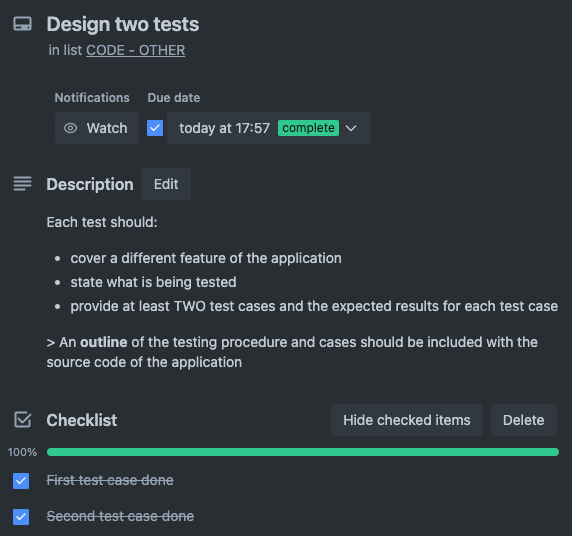 Design two tests
in list CODE - OTHER
Notifications Due date
Watch today at 17:57 complete
Description Edit
Each test should:
• cover a different feature of the application
• state what is being tested
• provide at least TWO test cases and the expected results for each test case
> An outline of the testing procedure and cases should be included with the
source code of the application
Checklist Hide checked items Delete
100%
First test case done
Second test case done